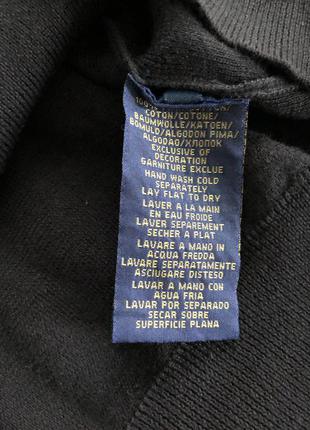 100%
COTON/COTONE/
BAUMWOLLE/KATOEN/
BOMULD/ALGODON PIMA/
ALGODAO/ХЛОПОК
EXCLUSIVE OF
DECORATION
GARNITURE EXCLUE
HAND WASH COLD
SEPARATELY
LAY FLAT TO DRY
LAVER A LA MAIN
EN EAU FROIDE
LAVER SEPAREMENT
SECHER A PLAT
LAVARE A MANO IN
ACQUA FREDDA
LAVARE SEPARATAMENTE
ASCIUGARE DISTESO
LAVAR A MANO CON
AGUA FRIA
LAVAR POR SEPARADO
SECAR SOBRE
SUPERFICIE PLANA